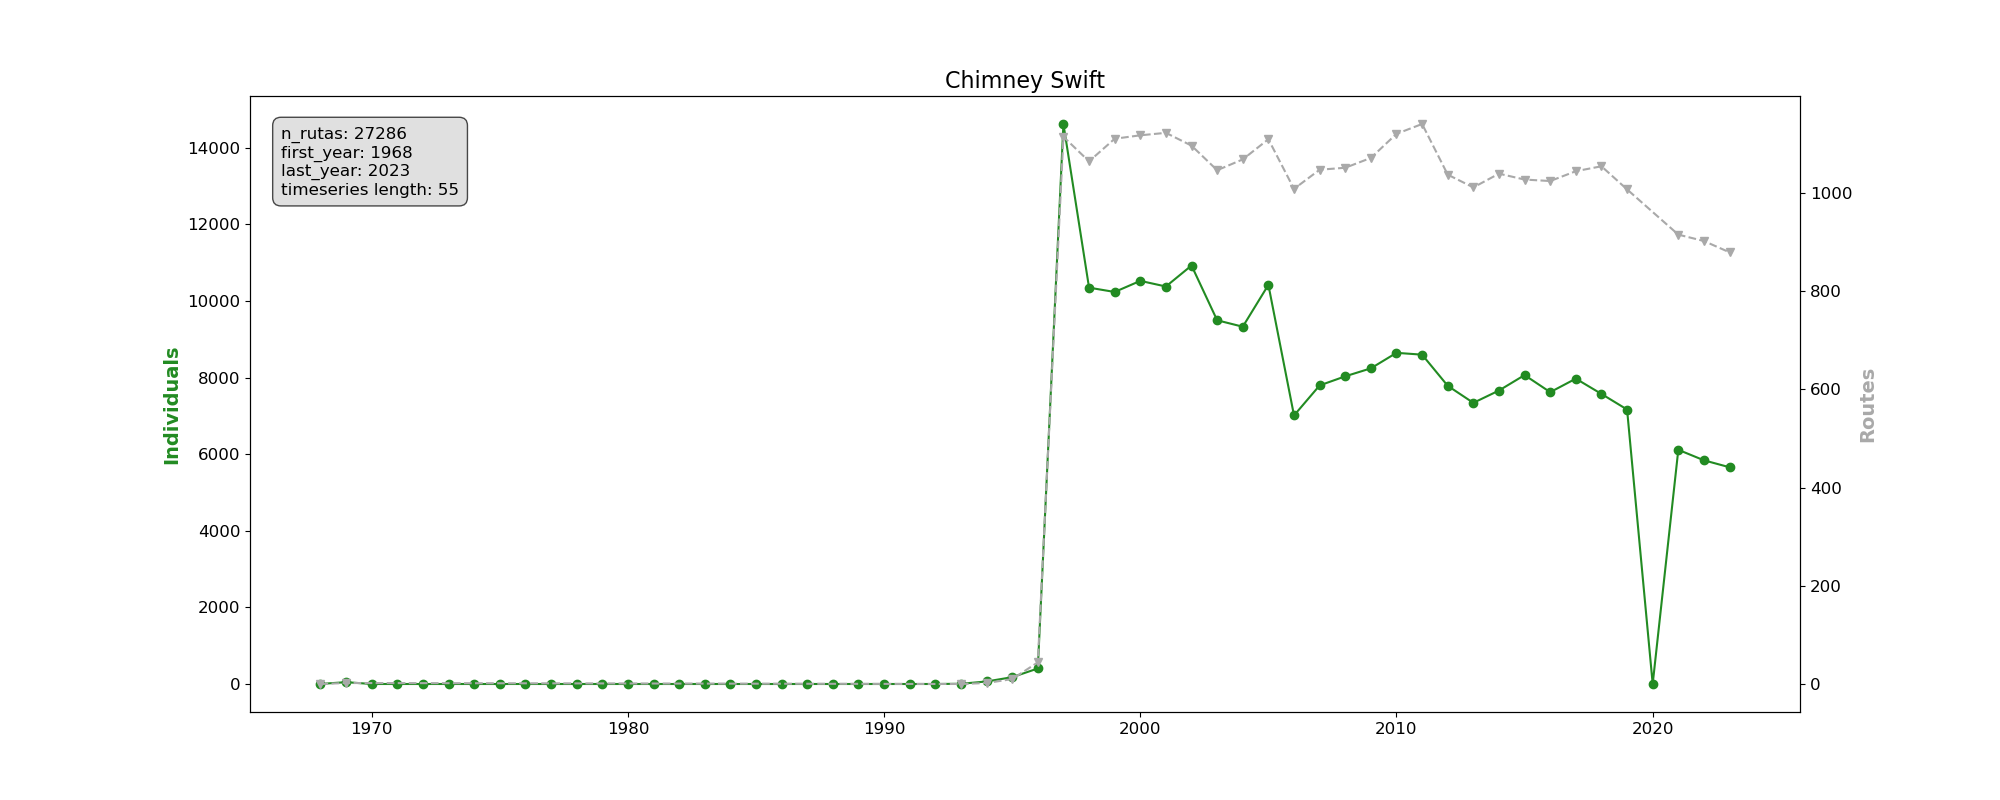 Chimney Swift
n_rutas: 27286
first_year: 1968
last_year: 2023
timeseries length: 55
Individuals
14000
12000
10000
8000
6000
4000
2000
0
1000
800
600
400
200
0
Routes
1970
1980
1990
2000
2010
2020